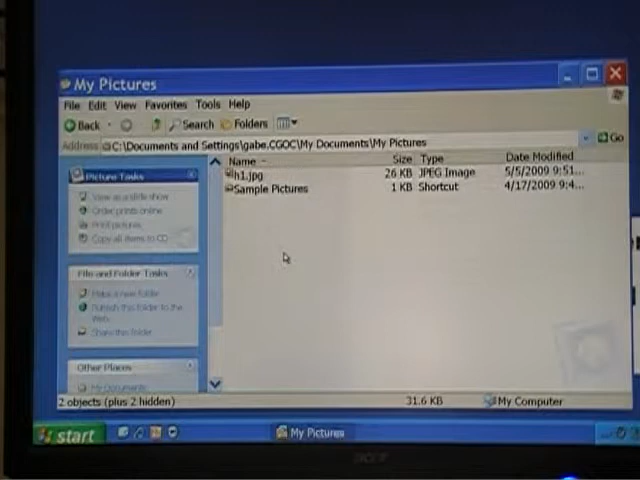 My Pictures
File Edit View Favorites Tools Help
Back Search Folders
Address C:\Documents and Settings\gabe.CGOC\My Documents\My Pictures Go
Name Size Type Date Modified
h1.jpg 26 KB JPEG Image 5/5/2009 9:51...
Sample Pictures 1 KB Shortcut 4/17/2009 9:4...
Picture Tasks
View as a slide show
Order prints online
Print pictures
Copy all items to CD
File and Folder Tasks
Make a new folder
Publish this folder to the
Web
Share this folder
Other Places
My Documents
2 objects (plus 2 hidden) 31.6 KB My Computer
start My Pictures
acer